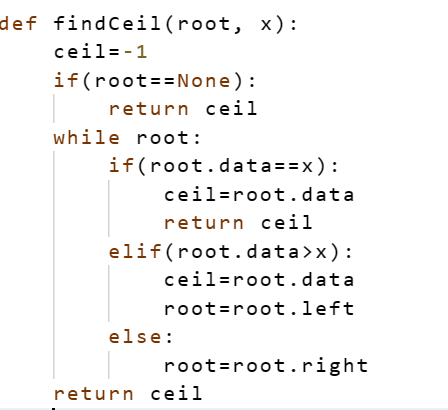 def findCeil(root, x):
    ceil=-1
    if(root==None):
        return ceil
    while root:
        if(root.data==x):
            ceil=root.data
            return ceil
        elif(root.data>x):
            ceil=root.data
            root=root.left
        else:
            root=root.right
    return ceil